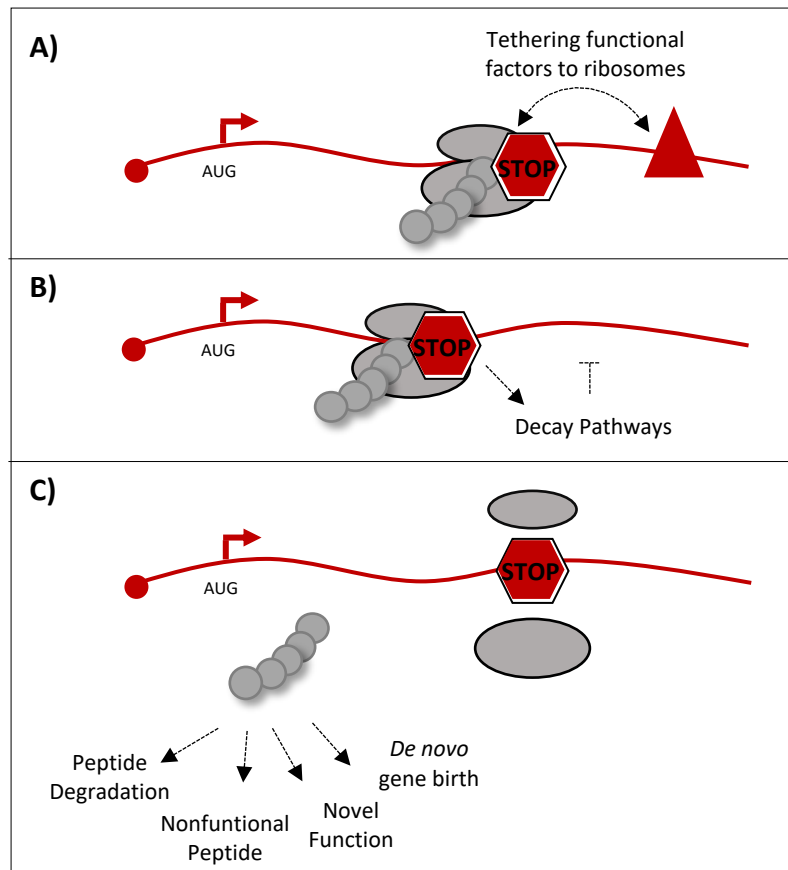 A)
Tethering functional
factors to ribosomes
AUG
STOP
B)
AUG
STOP
Decay Pathways
C)
AUG
STOP
Peptide
Degradation
Nonfuntional
Peptide
Novel
Function
De novo
gene birth